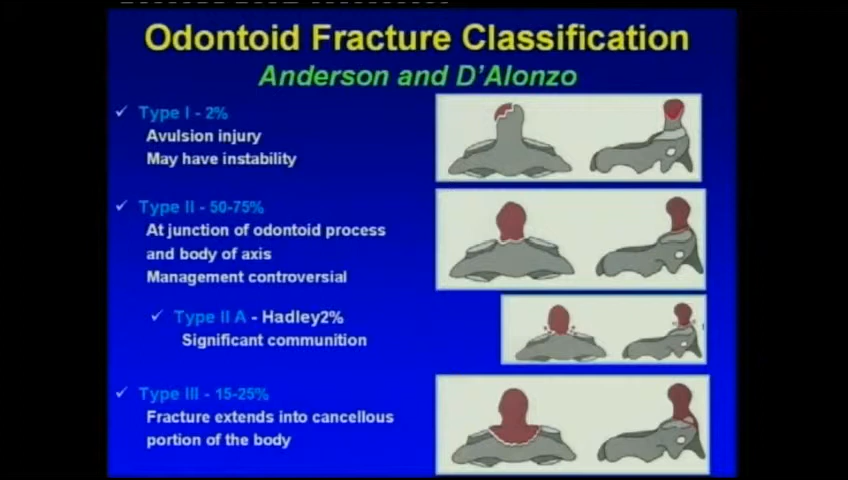 Odontoid Fracture Classification
Anderson and D'Alonzo
Type I - 2%
Avulsion injury
May have instability
Type II - 50-75%
At junction of odontoid process
and body of axis
Management controversial
Type II A - Hadley2%
Significant communition
Type III - 15-25%
Fracture extends into cancellous
portion of the body